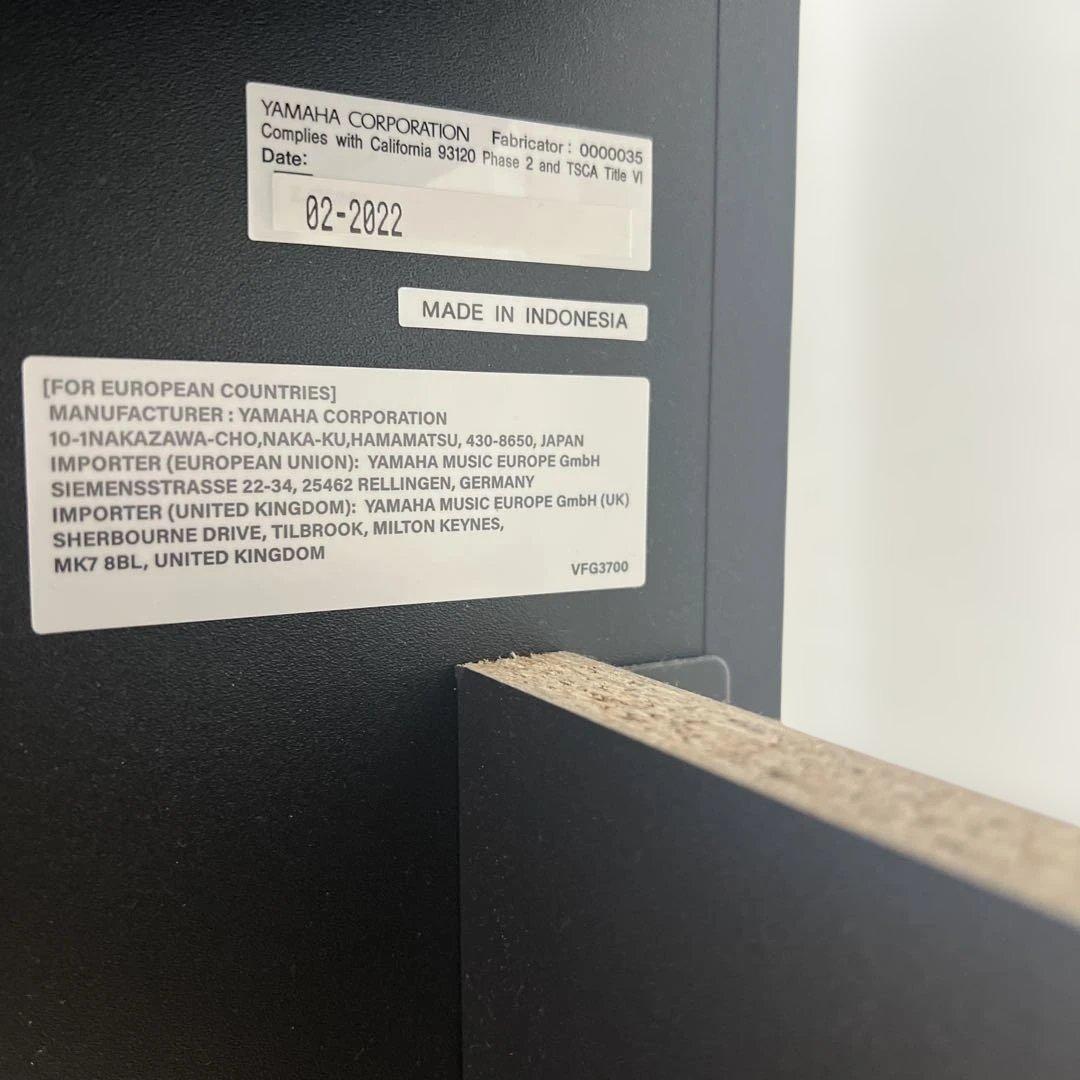 YAMAHA CORPORATION Fabricator: 0000035
Complies with California 93120 Phase 2 and TSCA Title VI
Date:
02-2022
MADE IN INDONESIA
[FOR EUROPEAN COUNTRIES]
MANUFACTURER : YAMAHA CORPORATION
10-1NAKAZAWA-CHO,NAKA-KU,HAMAMATSU, 430-8650, JAPAN
IMPORTER (EUROPEAN UNION): YAMAHA MUSIC EUROPE GmbH
SIEMENSSTRASSE 22-34, 25462 RELLINGEN, GERMANY
IMPORTER (UNITED KINGDOM): YAMAHA MUSIC EUROPE GmbH (UK)
SHERBOURNE DRIVE, TILBROOK, MILTON KEYNES,
MK7 8BL, UNITED KINGDOM
VFG3700